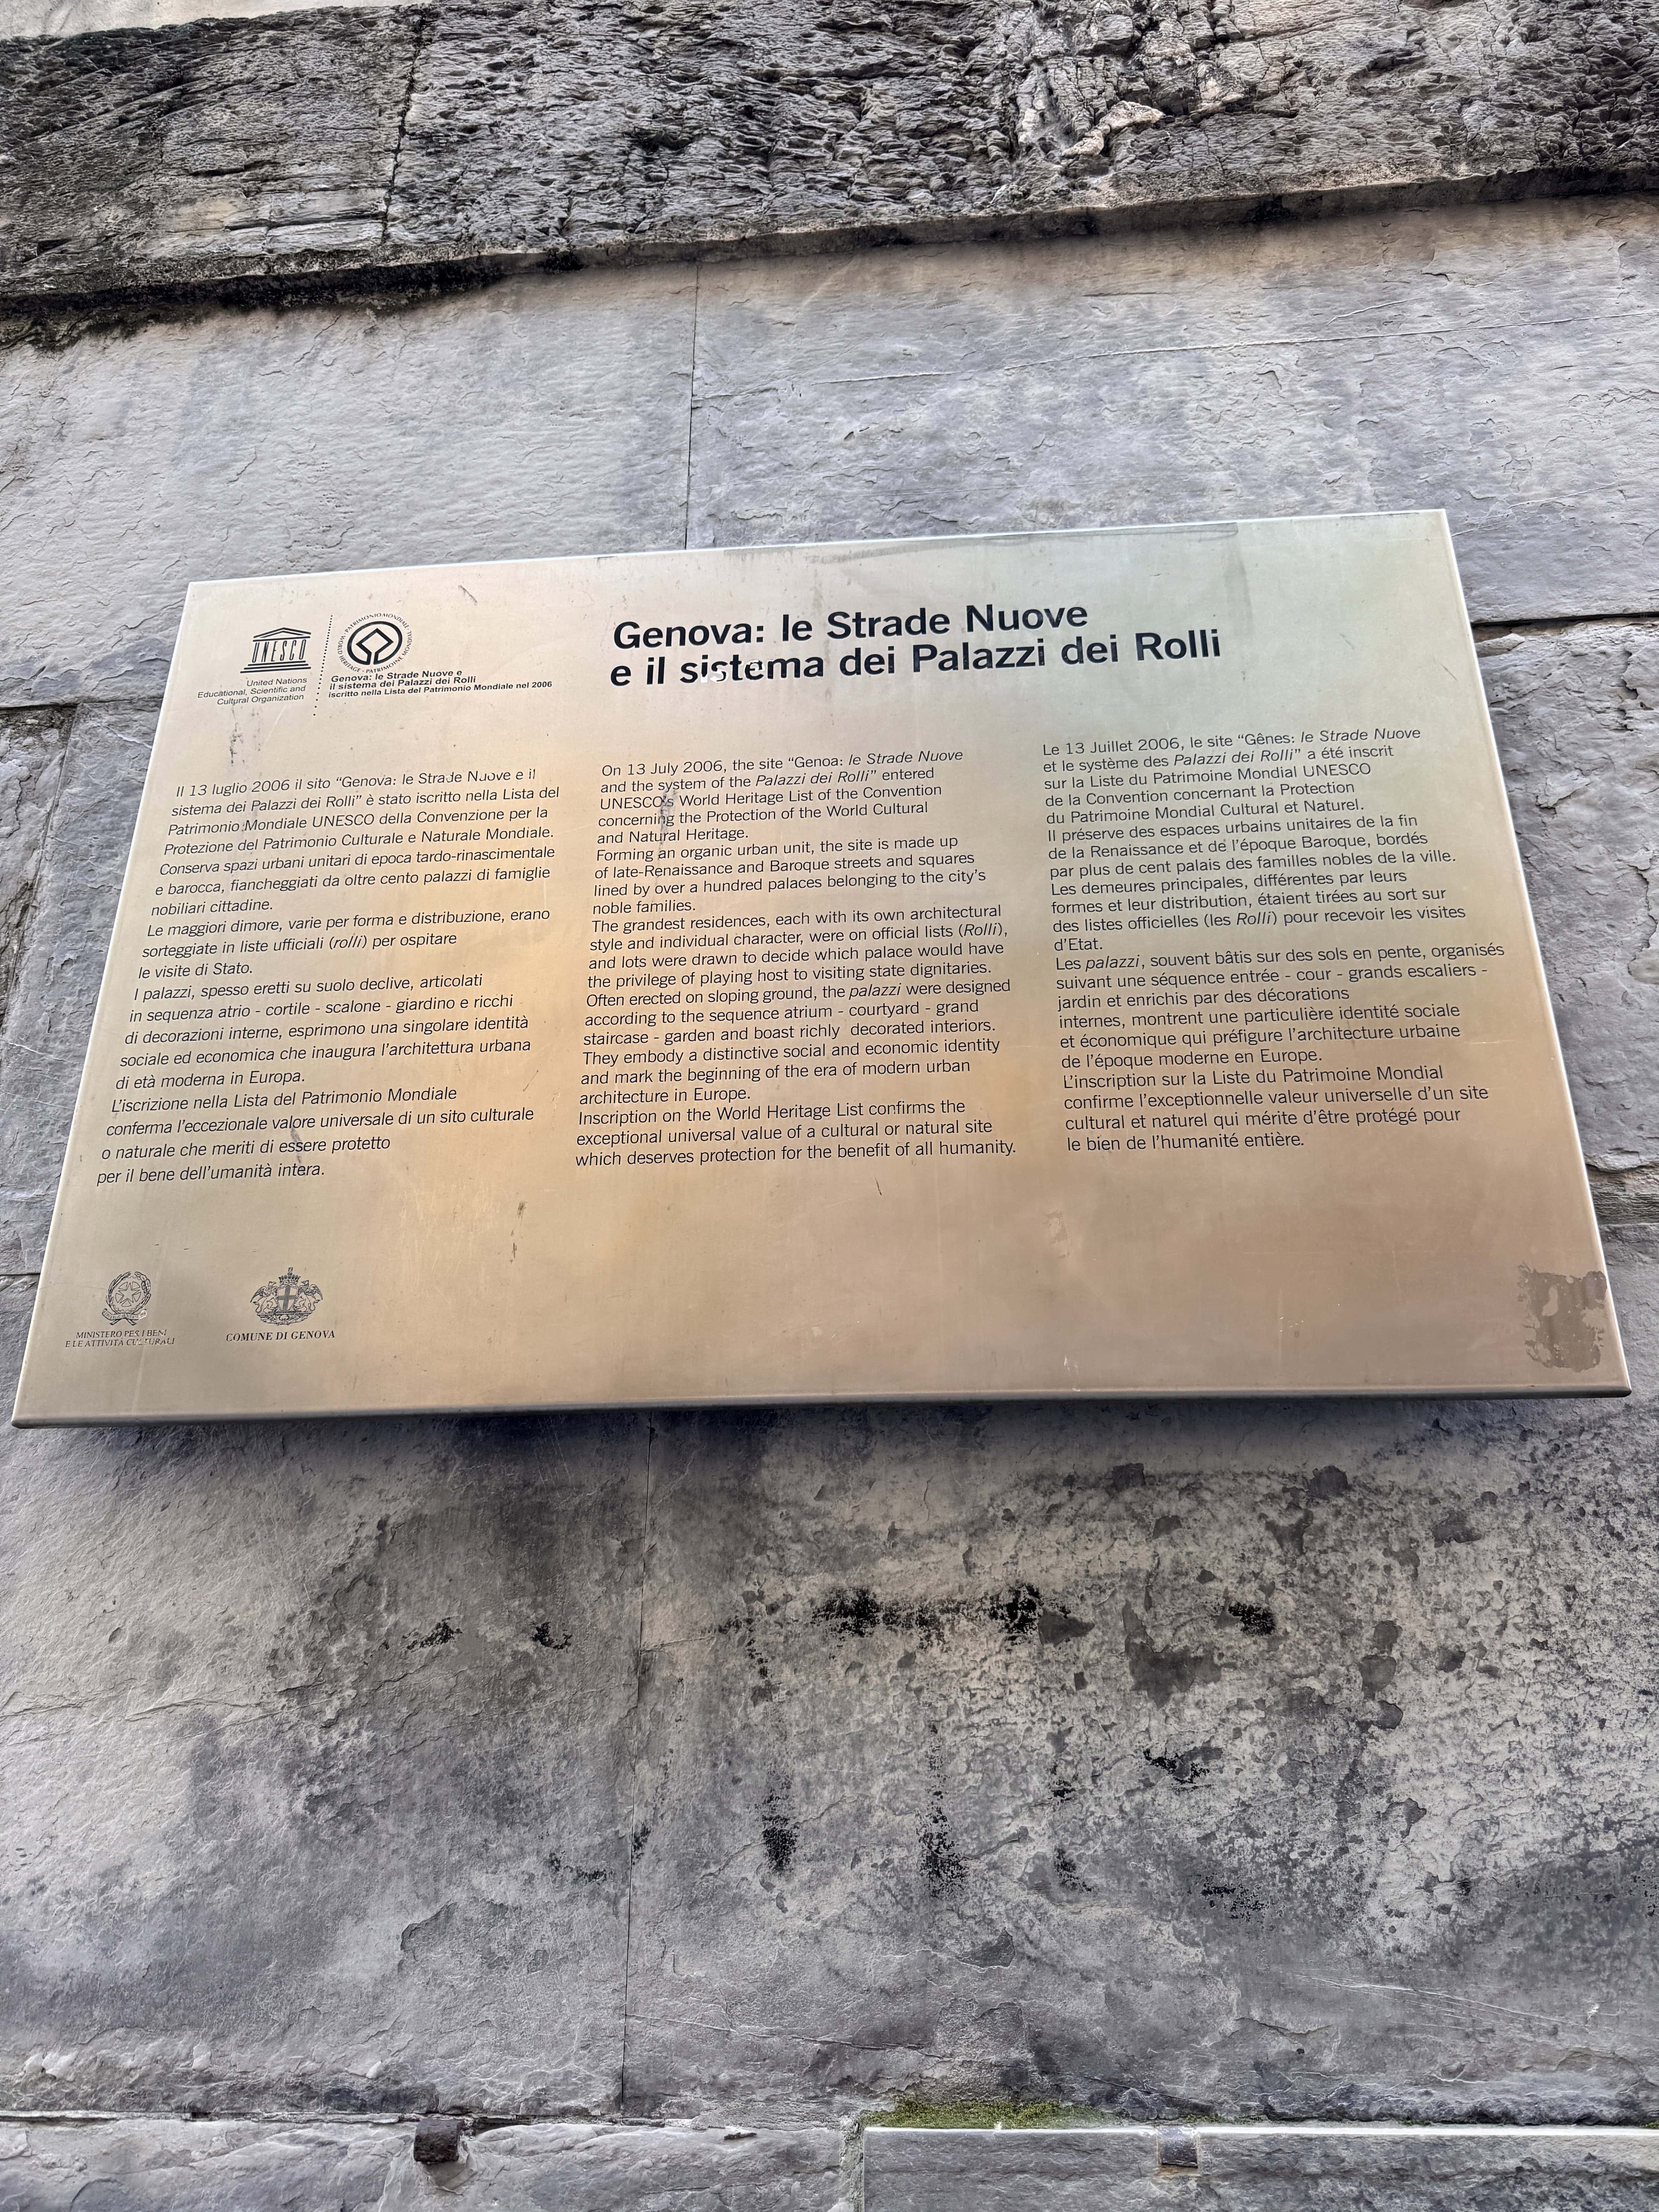 UNESCO
United Nations
Educational, Scientific and
Cultural Organization
PATRIMONIO MONDIALE · WORLD HERITAGE · PATRIMOINE MONDIAL
Genova: le Strade Nuove e
il sistema dei Palazzi dei Rolli
iscritto nella Lista del Patrimonio Mondiale nel 2006
Genova: le Strade Nuove
e il sistema dei Palazzi dei Rolli
Il 13 luglio 2006 il sito “Genova: le Strade Nuove e il
sistema dei Palazzi dei Rolli” è stato iscritto nella Lista del
Patrimonio Mondiale UNESCO della Convenzione per la
Protezione del Patrimonio Culturale e Naturale Mondiale.
Conserva spazi urbani unitari di epoca tardo-rinascimentale
e barocca, fiancheggiati da oltre cento palazzi di famiglie
nobiliari cittadine.
Le maggiori dimore, varie per forma e distribuzione, erano
sorteggiate in liste ufficiali (rolli) per ospitare
le visite di Stato.
I palazzi, spesso eretti su suolo declive, articolati
in sequenza atrio - cortile - scalone - giardino e ricchi
di decorazioni interne, esprimono una singolare identità
sociale ed economica che inaugura l’architettura urbana
di età moderna in Europa.
L’iscrizione nella Lista del Patrimonio Mondiale
conferma l’eccezionale valore universale di un sito culturale
o naturale che meriti di essere protetto
per il bene dell’umanità intera.
On 13 July 2006, the site “Genoa: le Strade Nuove
and the system of the Palazzi dei Rolli” entered
UNESCO’s World Heritage List of the Convention
concerning the Protection of the World Cultural
and Natural Heritage.
Forming an organic urban unit, the site is made up
of late-Renaissance and Baroque streets and squares
lined by over a hundred palaces belonging to the city’s
noble families.
The grandest residences, each with its own architectural
style and individual character, were on official lists (Rolli),
and lots were drawn to decide which palace would have
the privilege of playing host to visiting state dignitaries.
Often erected on sloping ground, the palazzi were designed
according to the sequence atrium - courtyard - grand
staircase - garden and boast richly decorated interiors.
They embody a distinctive social and economic identity
and mark the beginning of the era of modern urban
architecture in Europe.
Inscription on the World Heritage List confirms the
exceptional universal value of a cultural or natural site
which deserves protection for the benefit of all humanity.
Le 13 Juillet 2006, le site “Gênes: le Strade Nuove
et le système des Palazzi dei Rolli” a été inscrit
sur la Liste du Patrimoine Mondial UNESCO
de la Convention concernant la Protection
du Patrimoine Mondial Cultural et Naturel.
Il préserve des espaces urbains unitaires de la fin
de la Renaissance et de l’époque Baroque, bordés
par plus de cent palais des familles nobles de la ville.
Les demeures principales, différentes par leurs
formes et leur distribution, étaient tirées au sort sur
des listes officielles (les Rolli) pour recevoir les visites
d’Etat.
Les palazzi, souvent bâtis sur des sols en pente, organisés
suivant une séquence entrée - cour - grands escaliers -
jardin et enrichis par des décorations
internes, montrent une particulière identité sociale
et économique qui préfigure l’architecture urbaine
de l’époque moderne en Europe.
L’inscription sur la Liste du Patrimoine Mondial
confirme l’exceptionnelle valeur universelle d’un site
cultural et naturel qui mérite d’être protégé pour
le bien de l’humanité entière.
MINISTERO PER I BENI
E LE ATTIVITÀ CULTURALI
COMUNE DI GENOVA